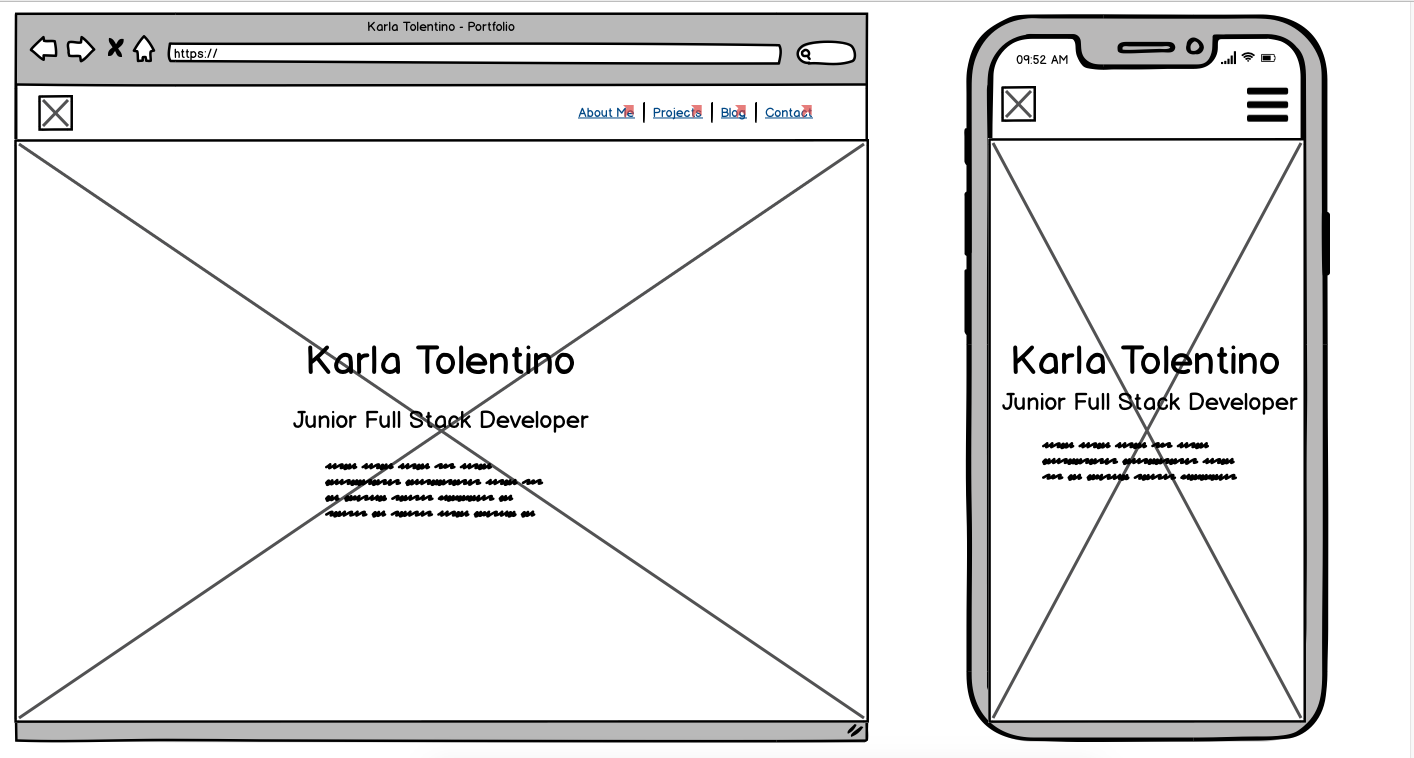 Karla Tolentino - Portfolio
https://
About Me | Projects | Blog | Contact
Karla Tolentino
Junior Full Stack Developer
09:52 AM
Karla Tolentino
Junior Full Stack Developer